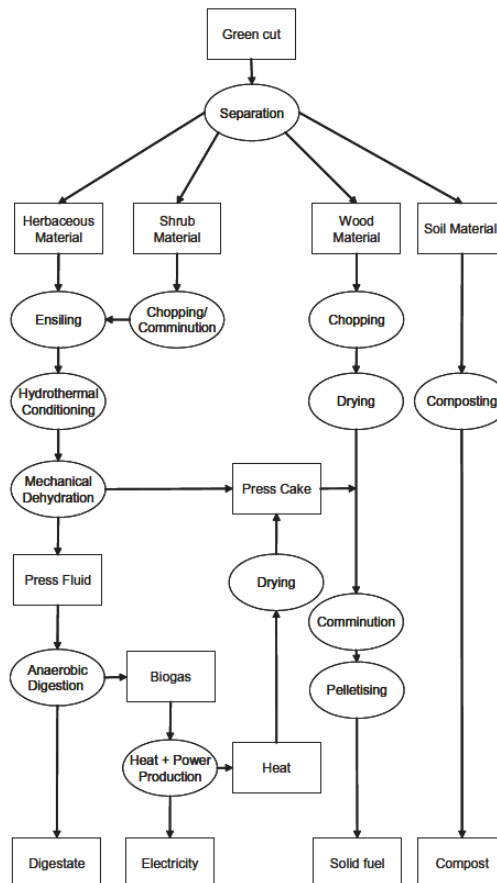 Green cut
Separation
Herbaceous
Material
Shrub
Material
Wood
Material
Soil Material
Ensiling
Chopping/
Comminution
Chopping
Hydrothermal
Conditioning
Drying
Composting
Mechanical
Dehydration
Press Cake
Press Fluid
Drying
Comminution
Anaerobic
Digestion
Biogas
Pelletising
Heat + Power
Production
Heat
Digestate
Electricity
Solid fuel
Compost